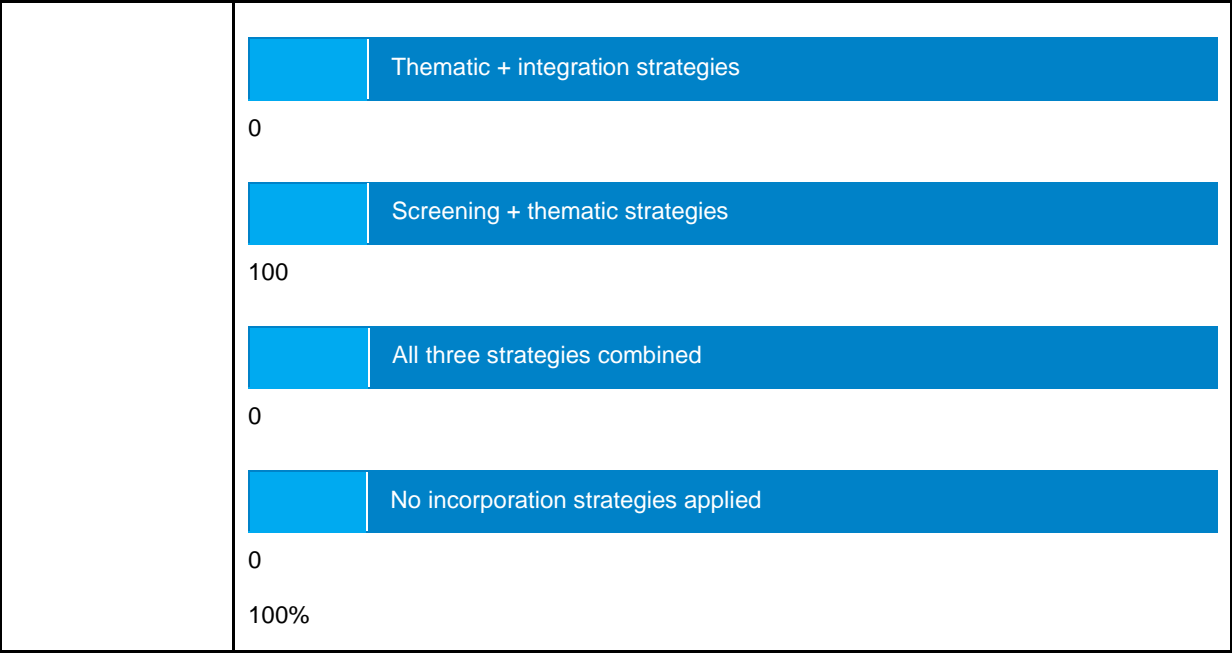 Thematic + integration strategies
0
Screening + thematic strategies
100
All three strategies combined
0
No incorporation strategies applied
0
100%